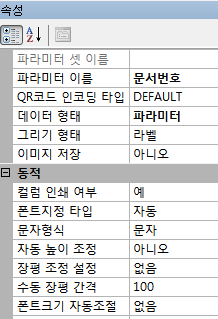 속성
파라미터 셋 이름
파라미터 이름 문서번호
QR코드 인코딩 타입 DEFAULT
데이터 형태 파라미터
그리기 형태 라벨
이미지 저장 아니오
동적
컬럼 인쇄 여부 예
폰트지정 타입 자동
문자형식 문자
자동 높이 조정 아니오
장평 조정 설정 없음
수동 장평 간격 100
폰트크기 자동조절 없음